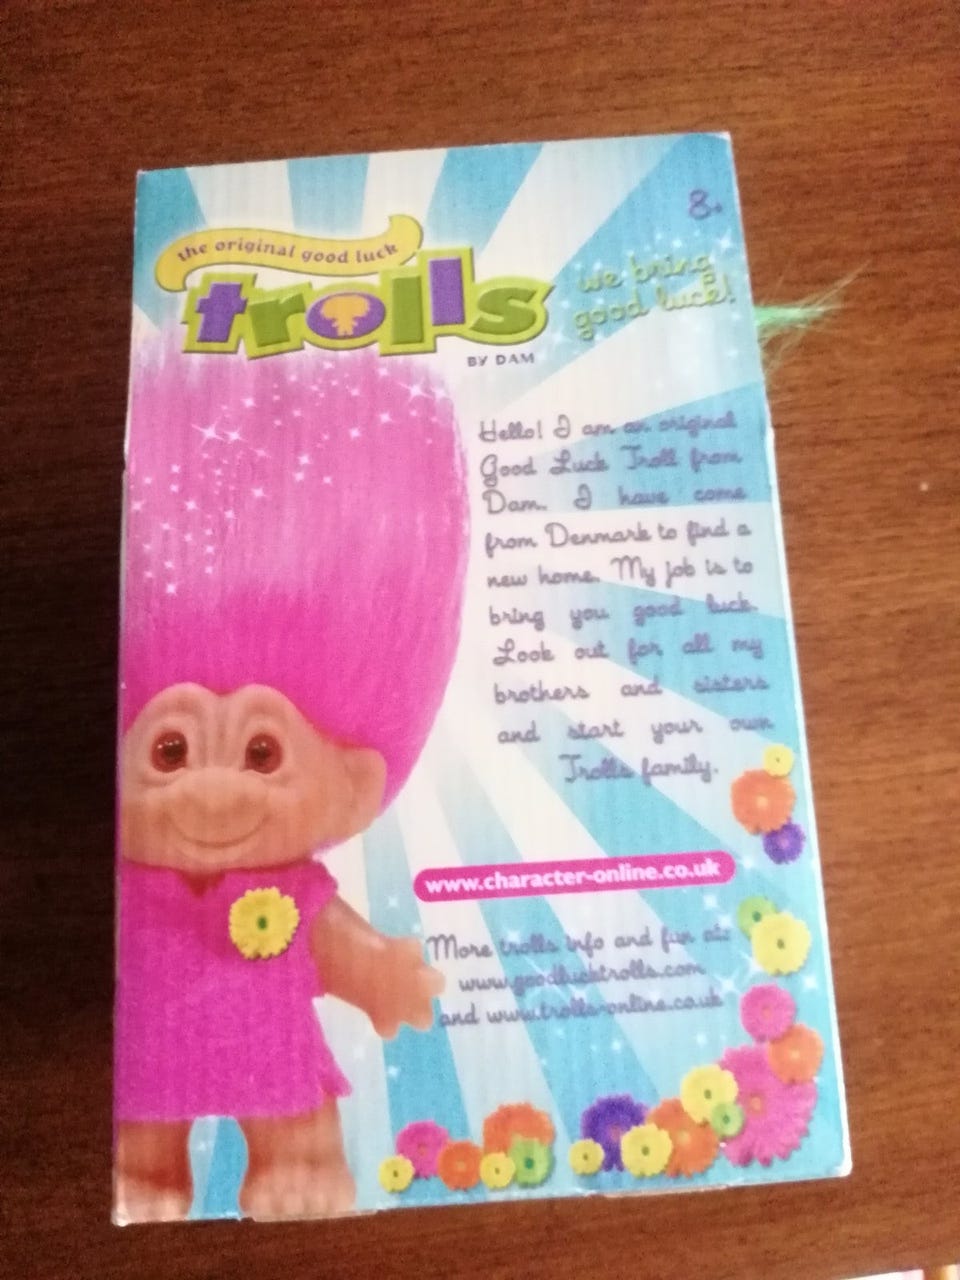 8+
the original good luck
trolls
BY DAM
we bring
good luck!
Hello! I am an original
Good Luck Troll from
Dam. I have come
from Denmark to find a
new home. My job is to
bring you good luck.
Look out for all my
brothers and sisters
and start your own
Trolls family.
www.character-online.co.uk
More trolls info and fun at:
www.goodlucktrolls.com
and www.trolls-online.co.uk